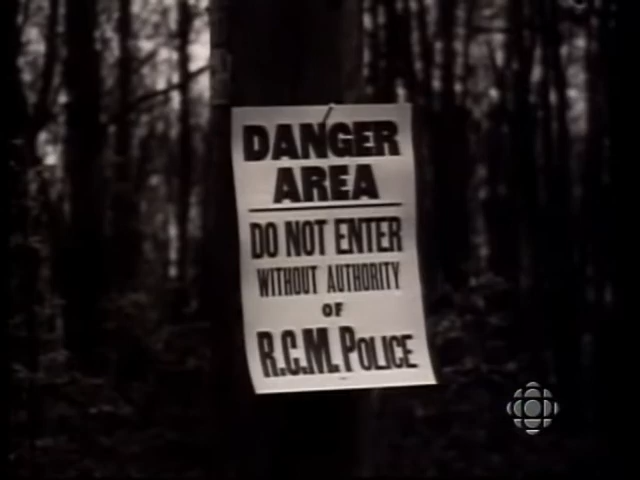 DANGER
AREA
DO NOT ENTER
WITHOUT AUTHORITY
OF
R.C.M. POLICE